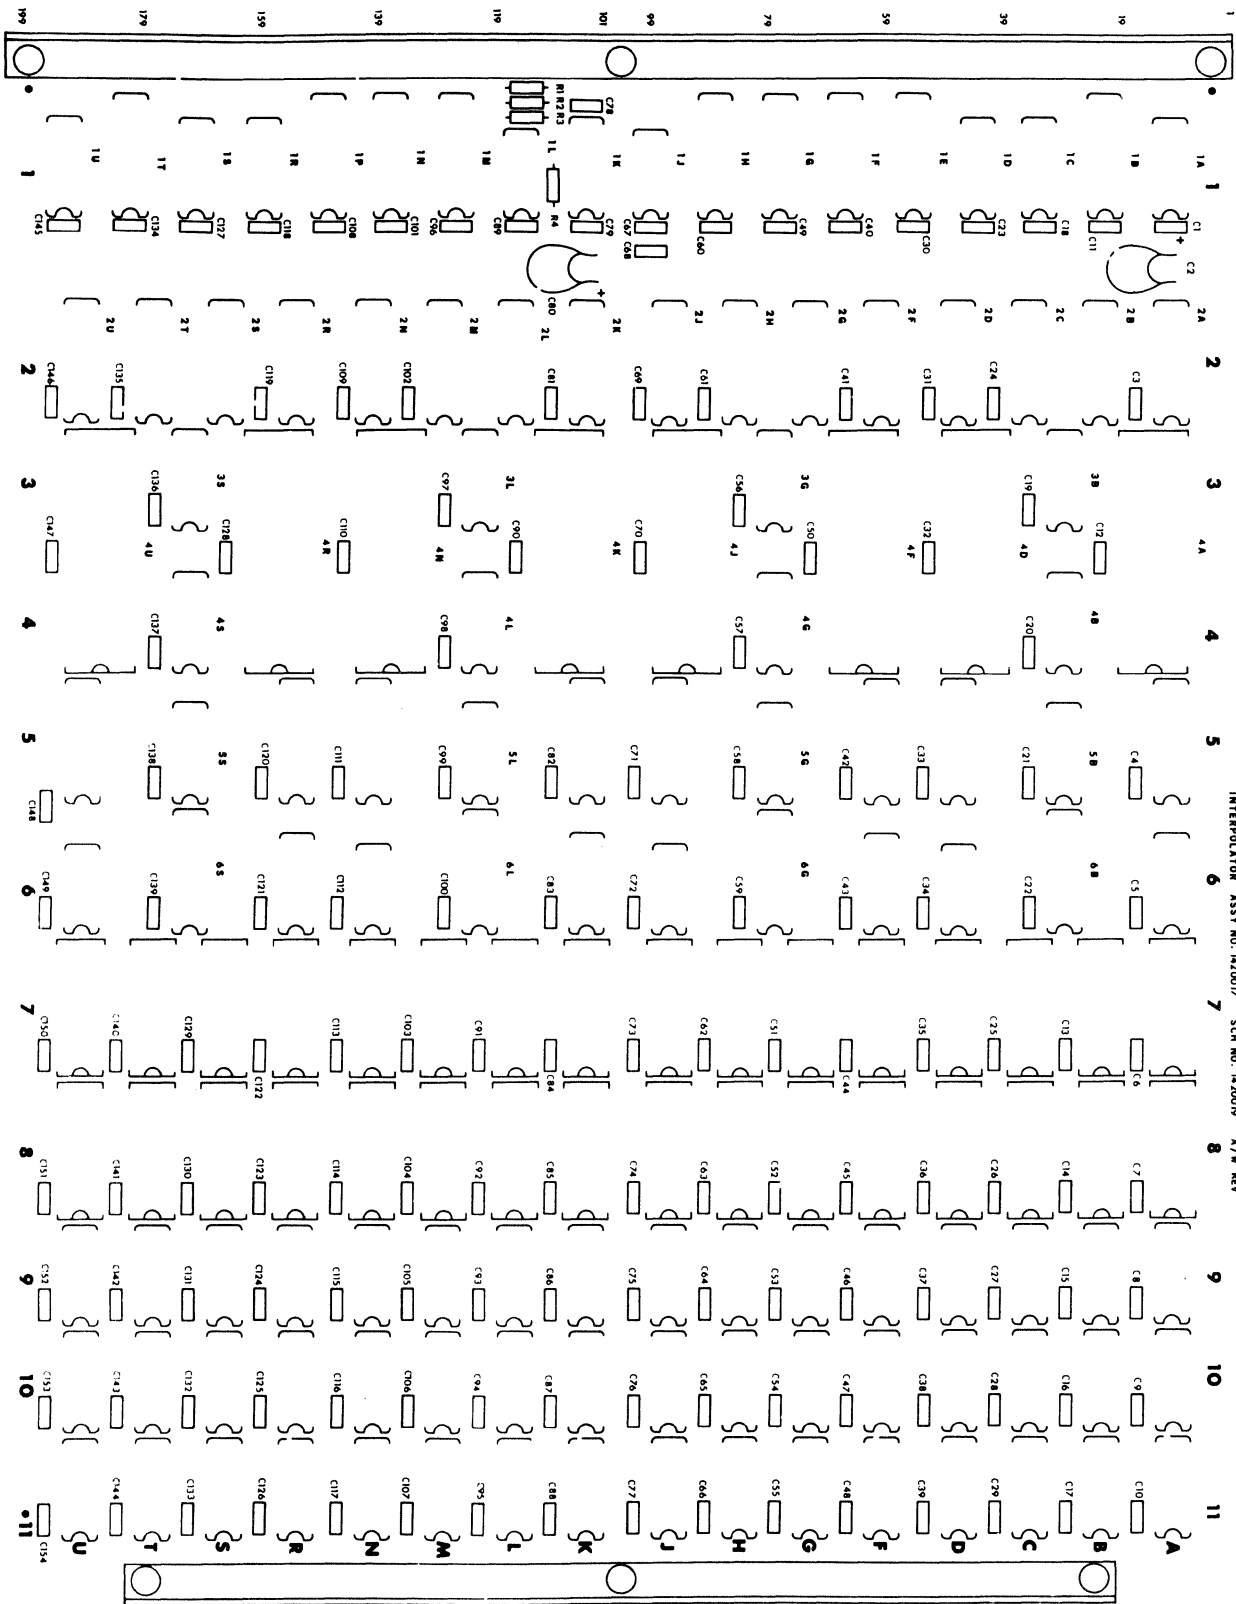 199 179 159 139 119 101 99 79 59 39 19 1
R1 R2 R3 C78
1U 1T 1S 1R 1P 1N 1M 1L 1K 1J 1H 1G 1F 1E 1D 1C 1B 1A
1 1
C145 C134 C127 C118 C108 C101 C96 C89 R4 C79 C67 C68 C60 C49 C40 C30 C23 C18 C11 + C1
C2
C80 +
2U 2T 2S 2R 2N 2M 2L 2K 2J 2H 2G 2F 2D 2C 2B 2A
2 2
C146 C135 C119 C109 C102 C81 C69 C61 C41 C31 C24 C3
3 3
C136 3S C97 3L C56 3G C19 3B
C147 4U C128 4R C110 4N C90 4K C70 4J C50 4F C32 4D C12 4A
4 4
C137 4S C98 4L C57 4G C20 4B
5 5
C138 5S C120 C111 C99 5L C82 C71 C58 5G C42 C33 C21 5B C4
C148
INTERPOLATOR ASSY NO. 1420017 SCH NO. 1420019 A/W REV
6 6
C149 C139 6S C121 C112 C100 6L C83 C72 C59 6G C43 C34 C22 6B C5
7 7
C150 C140 C129 C122 C113 C103 C91 C84 C73 C62 C51 C44 C35 C25 C13 C6
8 8
C151 C141 C130 C123 C114 C104 C92 C85 C74 C63 C52 C45 C36 C26 C14 C7
9 9
C152 C142 C131 C124 C115 C105 C93 C86 C75 C64 C53 C46 C37 C27 C15 C8
10 10
C153 C143 C132 C125 C116 C106 C94 C87 C76 C65 C54 C47 C38 C28 C16 C9
11 11
C154 C144 C133 C126 C117 C107 C95 C88 C77 C66 C55 C48 C39 C29 C17 C10
U T S R N M L K J H G F D C B A